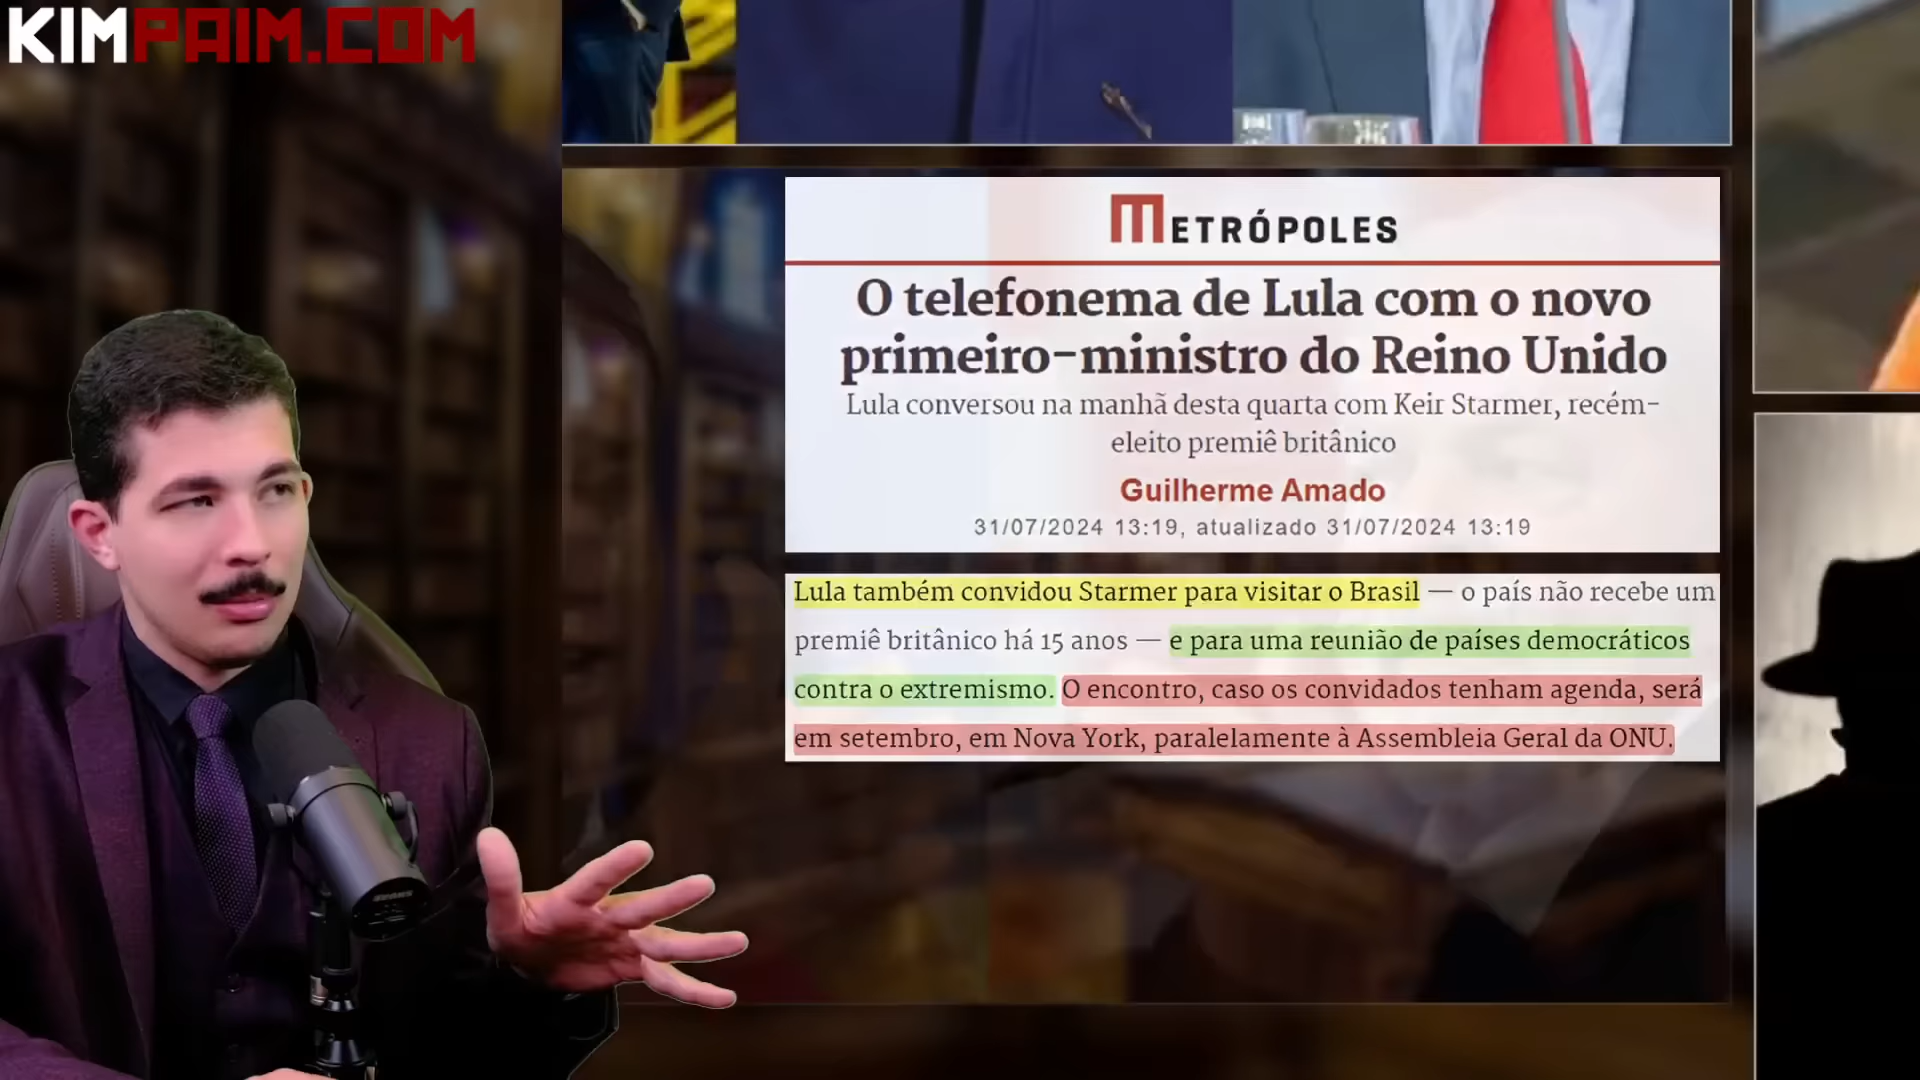 KIMPAIM.COM
METRÓPOLES
O telefonema de Lula com o novo
primeiro-ministro do Reino Unido
Lula conversou na manhã desta quarta com Keir Starmer, recém-
eleito premiê britânico
Guilherme Amado
31/07/2024 13:19, atualizado 31/07/2024 13:19
Lula também convidou Starmer para visitar o Brasil — o país não recebe um
premiê britânico há 15 anos — e para uma reunião de países democráticos
contra o extremismo. O encontro, caso os convidados tenham agenda, será
em setembro, em Nova York, paralelamente à Assembleia Geral da ONU.